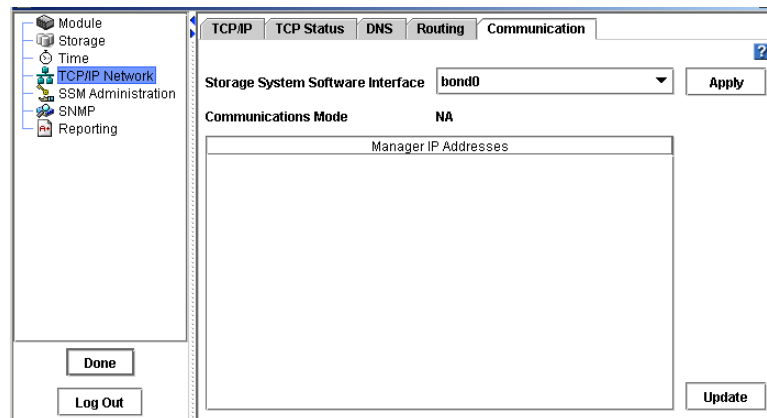 Module
Storage
Time
TCP/IP Network
SSM Administration
SNMP
Reporting
Done
Log Out
TCP/IP TCP Status DNS Routing Communication
?
Storage System Software Interface bond0 Apply
Communications Mode NA
Manager IP Addresses
Update